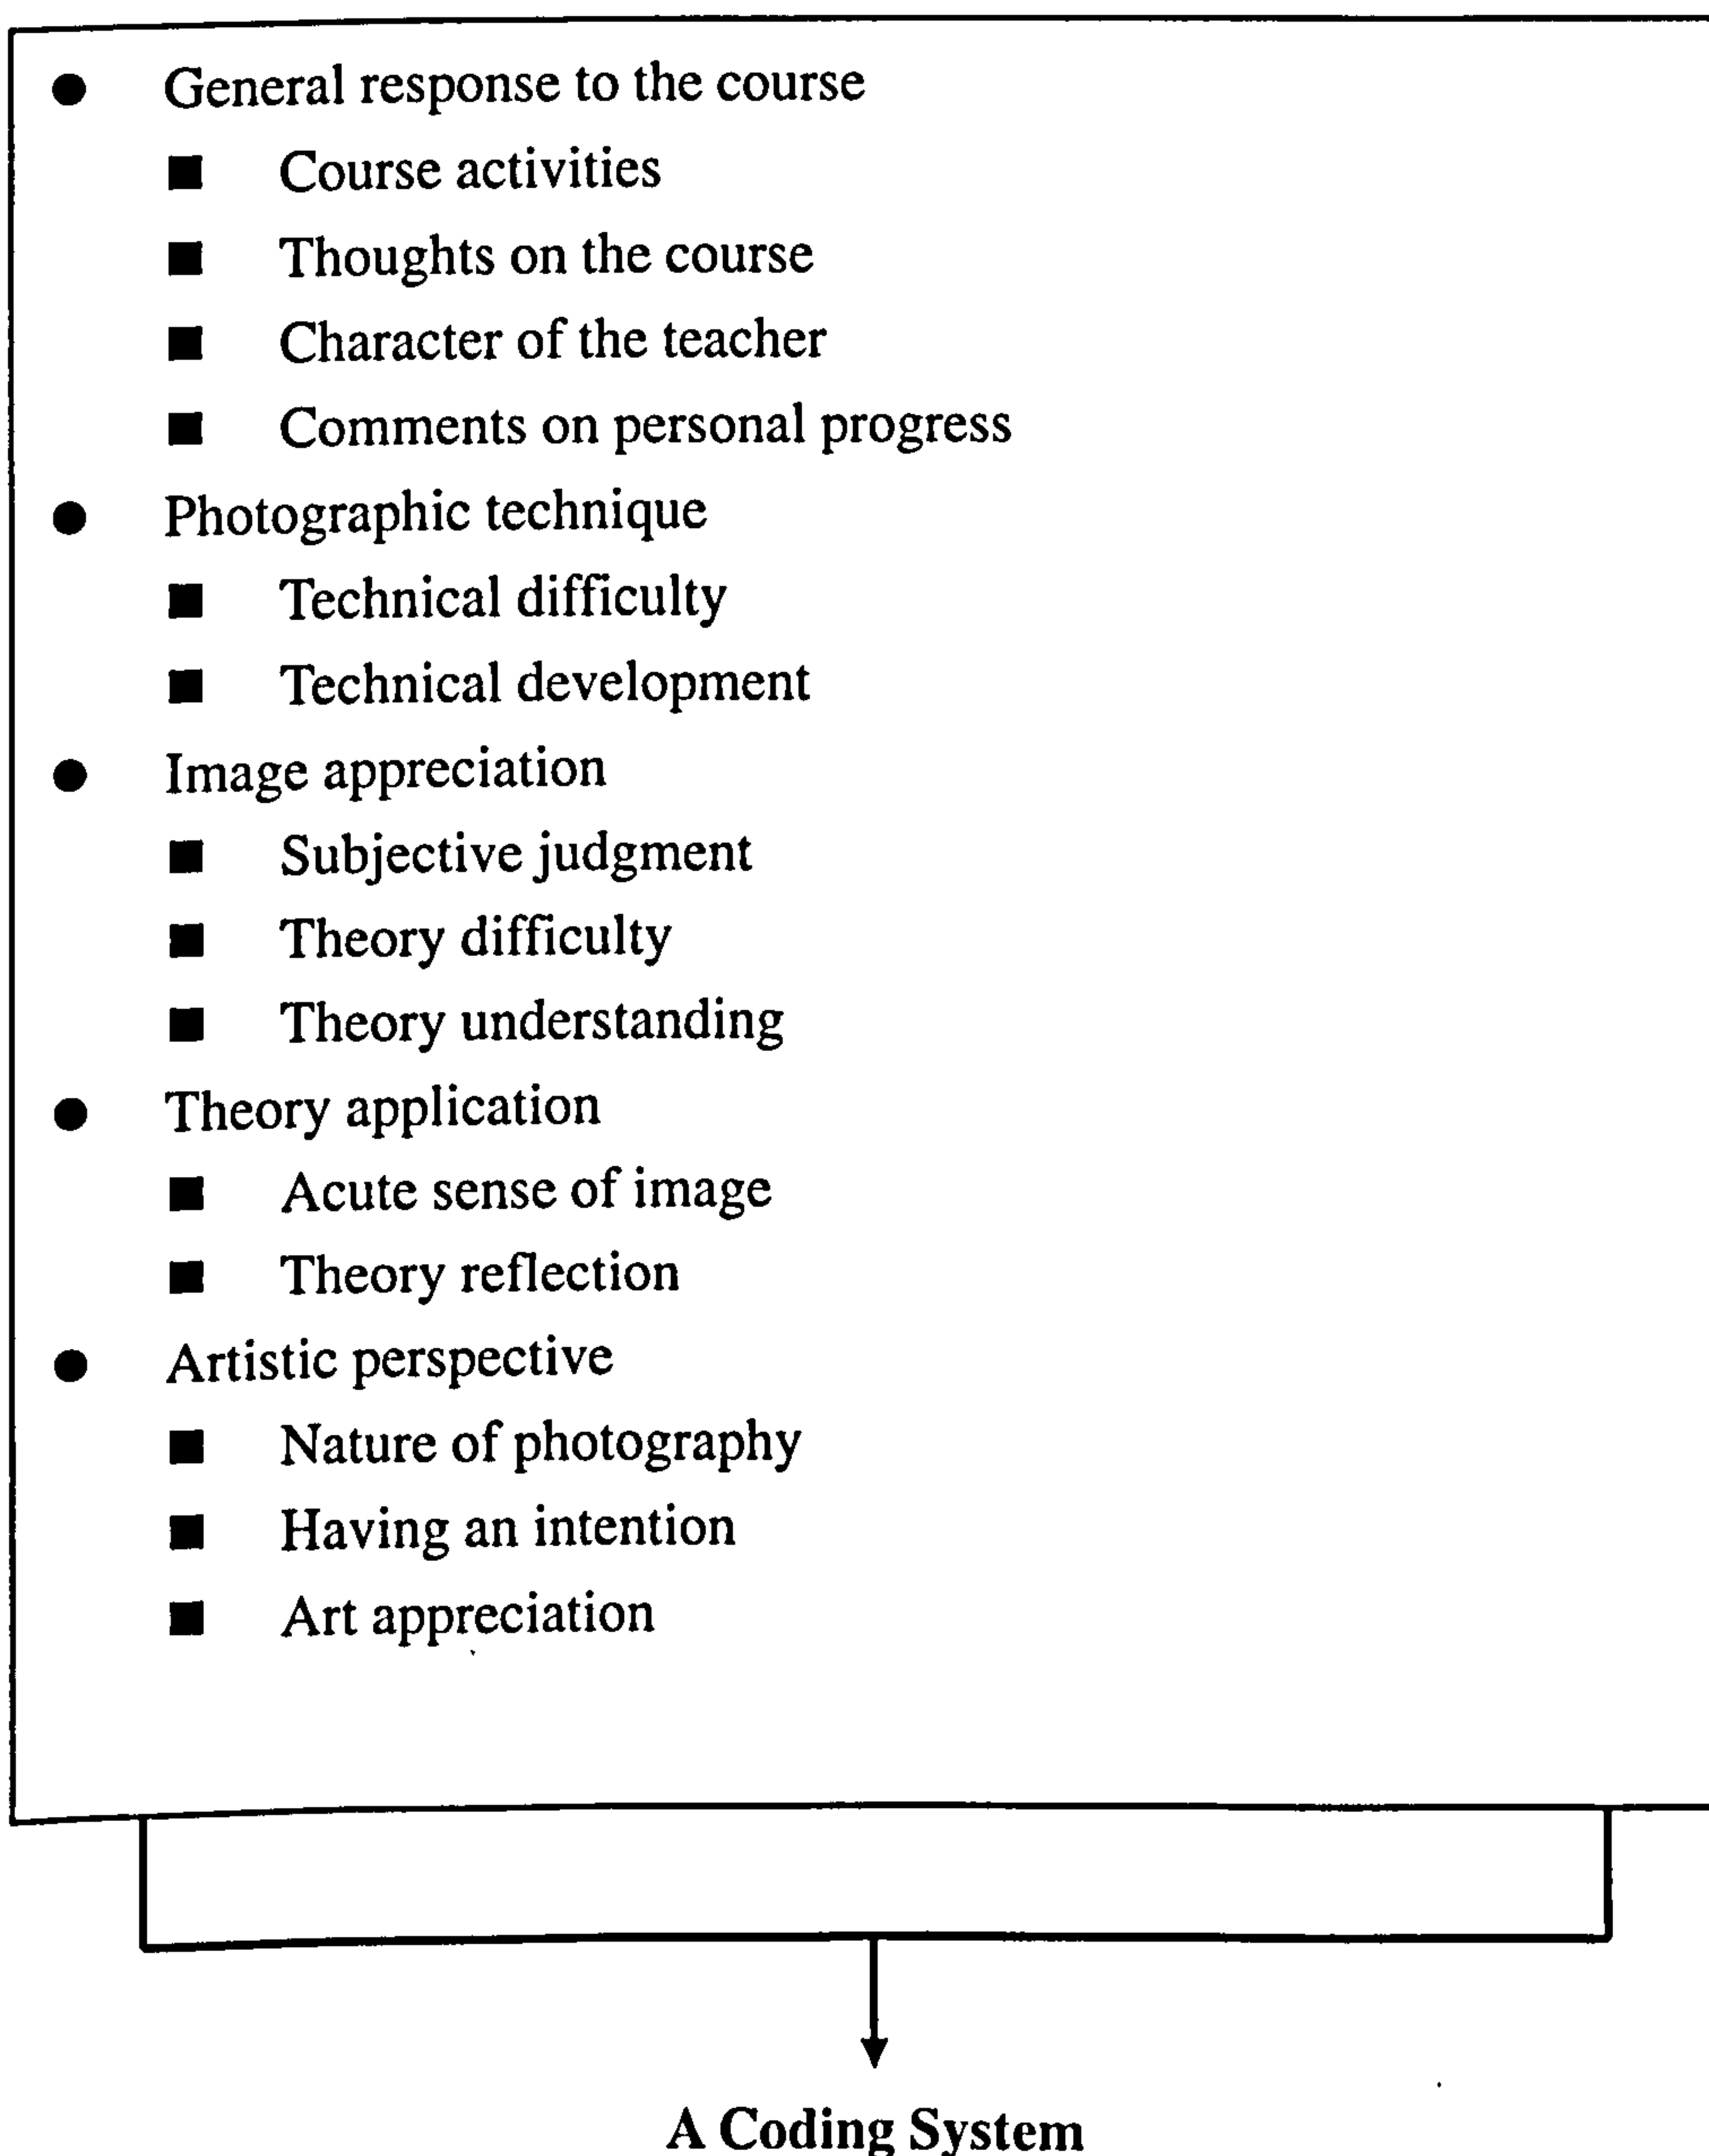 ● General response to the course
■ Course activities
■ Thoughts on the course
■ Character of the teacher
■ Comments on personal progress
● Photographic technique
■ Technical difficulty
■ Technical development
● Image appreciation
■ Subjective judgment
■ Theory difficulty
■ Theory understanding
● Theory application
■ Acute sense of image
■ Theory reflection
● Artistic perspective
■ Nature of photography
■ Having an intention
■ Art appreciation
A Coding System